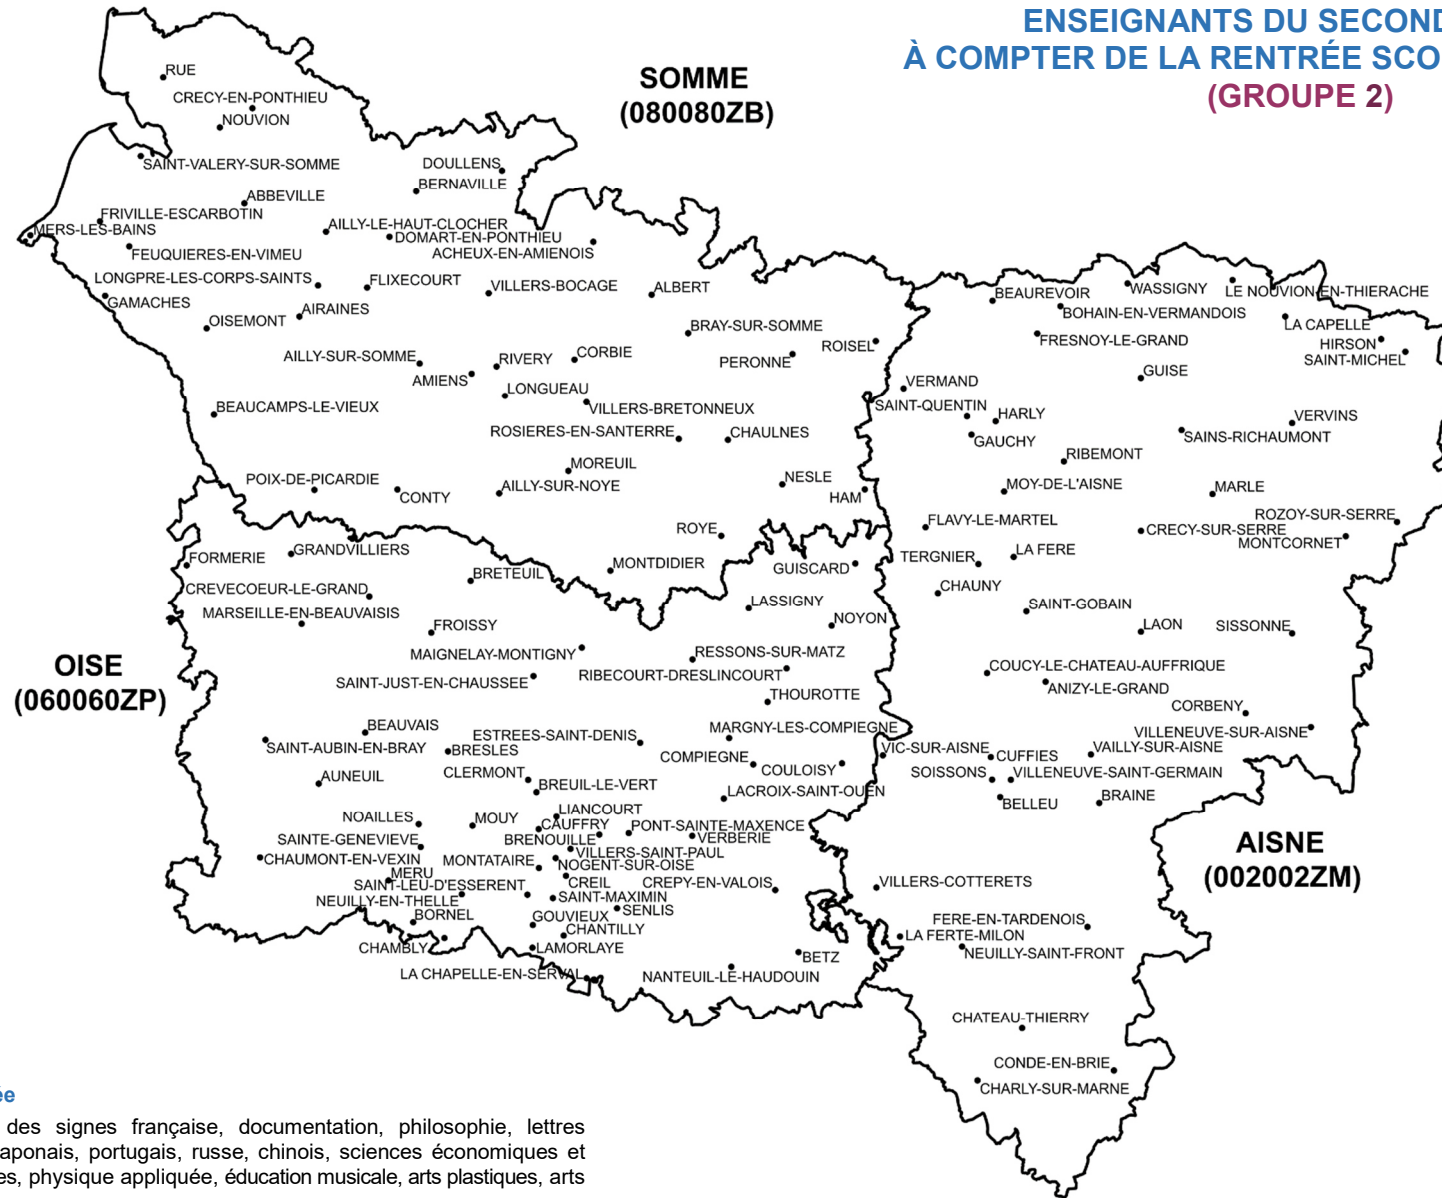 ENSEIGNANTS DU SECOND
À COMPTER DE LA RENTRÉE SCO
(GROUPE 2)
SOMME
(080080ZB)
RUE
CRECY-EN-PONTHIEU
NOUVION
SAINT-VALERY-SUR-SOMME
DOULLENS
BERNAVILLE
ABBEVILLE
FRIVILLE-ESCARBOTIN
MERS-LES-BAINS
AILLY-LE-HAUT-CLOCHER
DOMART-EN-PONTHIEU
ACHEUX-EN-AMIENOIS
FEUQUIERES-EN-VIMEU
LONGPRE-LES-CORPS-SAINTS
FLIXECOURT
VILLERS-BOCAGE
ALBERT
GAMACHES
AIRAINES
OISEMONT
BRAY-SUR-SOMME
ROISEL
PERONNE
AILLY-SUR-SOMME
RIVERY
CORBIE
AMIENS
LONGUEAU
BEAUCAMPS-LE-VIEUX
VILLERS-BRETONNEUX
ROSIERES-EN-SANTERRE
CHAULNES
MOREUIL
POIX-DE-PICARDIE
CONTY
AILLY-SUR-NOYE
NESLE
HAM
ROYE
MONTDIDIER
BEAUREVOIR
WASSIGNY
LE NOUVION-EN-THIERACHE
BOHAIN-EN-VERMANDOIS
LA CAPELLE
FRESNOY-LE-GRAND
HIRSON
SAINT-MICHEL
GUISE
VERMAND
SAINT-QUENTIN
HARLY
VERVINS
GAUCHY
SAINS-RICHAUMONT
RIBEMONT
MOY-DE-L'AISNE
MARLE
FLAVY-LE-MARTEL
ROZOY-SUR-SERRE
CRECY-SUR-SERRE
MONTCORNET
TERGNIER
LA FERE
CHAUNY
SAINT-GOBAIN
LAON
SISSONNE
COUCY-LE-CHATEAU-AUFFRIQUE
ANIZY-LE-GRAND
CORBENY
VILLENEUVE-SUR-AISNE
VIC-SUR-AISNE
CUFFIES
VAILLY-SUR-AISNE
SOISSONS
VILLENEUVE-SAINT-GERMAIN
BELLEU
BRAINE
AISNE
(002002ZM)
VILLERS-COTTERETS
FERE-EN-TARDENOIS
LA FERTE-MILON
NEUILLY-SAINT-FRONT
CHATEAU-THIERRY
CONDE-EN-BRIE
CHARLY-SUR-MARNE
OISE
(060060ZP)
FORMERIE
GRANDVILLIERS
CREVECOEUR-LE-GRAND
BRETEUIL
GUISCARD
MARSEILLE-EN-BEAUVAISIS
LASSIGNY
NOYON
FROISSY
MAIGNELAY-MONTIGNY
RESSONS-SUR-MATZ
RIBECOURT-DRESLINCOURT
SAINT-JUST-EN-CHAUSSEE
THOUROTTE
BEAUVAIS
SAINT-AUBIN-EN-BRAY
BRESLES
ESTREES-SAINT-DENIS
MARGNY-LES-COMPIEGNE
COMPIEGNE
COULOISY
AUNEUIL
CLERMONT
BREUIL-LE-VERT
LACROIX-SAINT-OUEN
NOAILLES
MOUY
LIANCOURT
CAUFFRY
PONT-SAINTE-MAXENCE
SAINTE-GENEVIEVE
BRENOUILLE
VERBERIE
CHAUMONT-EN-VEXIN
MONTATAIRE
VILLERS-SAINT-PAUL
NOGENT-SUR-OISE
MERU
SAINT-LEU-D'ESSERENT
CREIL
CREPY-EN-VALOIS
NEUILLY-EN-THELLE
SAINT-MAXIMIN
BORNEL
GOUVIEUX
SENLIS
CHANTILLY
CHAMBLY
LAMORLAYE
BETZ
LA CHAPELLE-EN-SERVAL
NANTEUIL-LE-HAUDOUIN
ée
des signes française, documentation, philosophie, lettres
aponais, portugais, russe, chinois, sciences économiques et
es, physique appliquée, éducation musicale, arts plastiques, arts